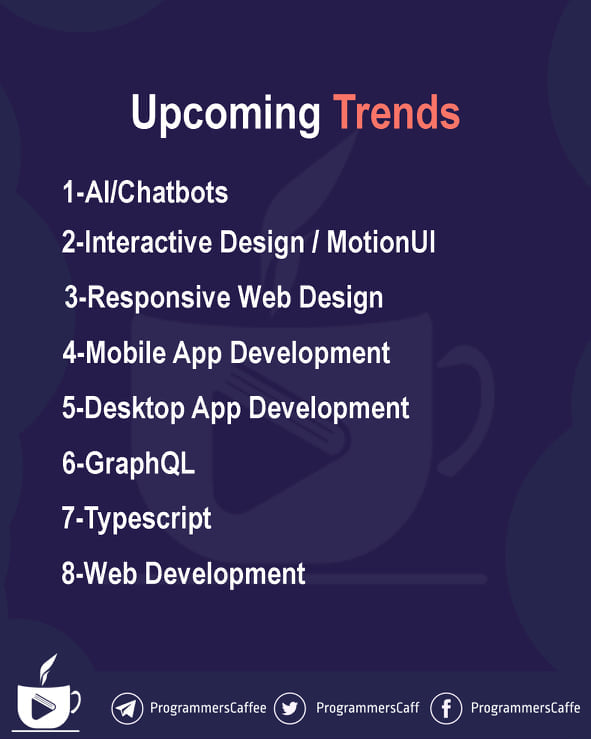 Upcoming Trends
1-AI/Chatbots
2-Interactive Design / MotionUI
3-Responsive Web Design
4-Mobile App Development
5-Desktop App Development
6-GraphQL
7-Typescript
8-Web Development
ProgrammersCaffee ProgrammersCaff ProgrammersCaffe